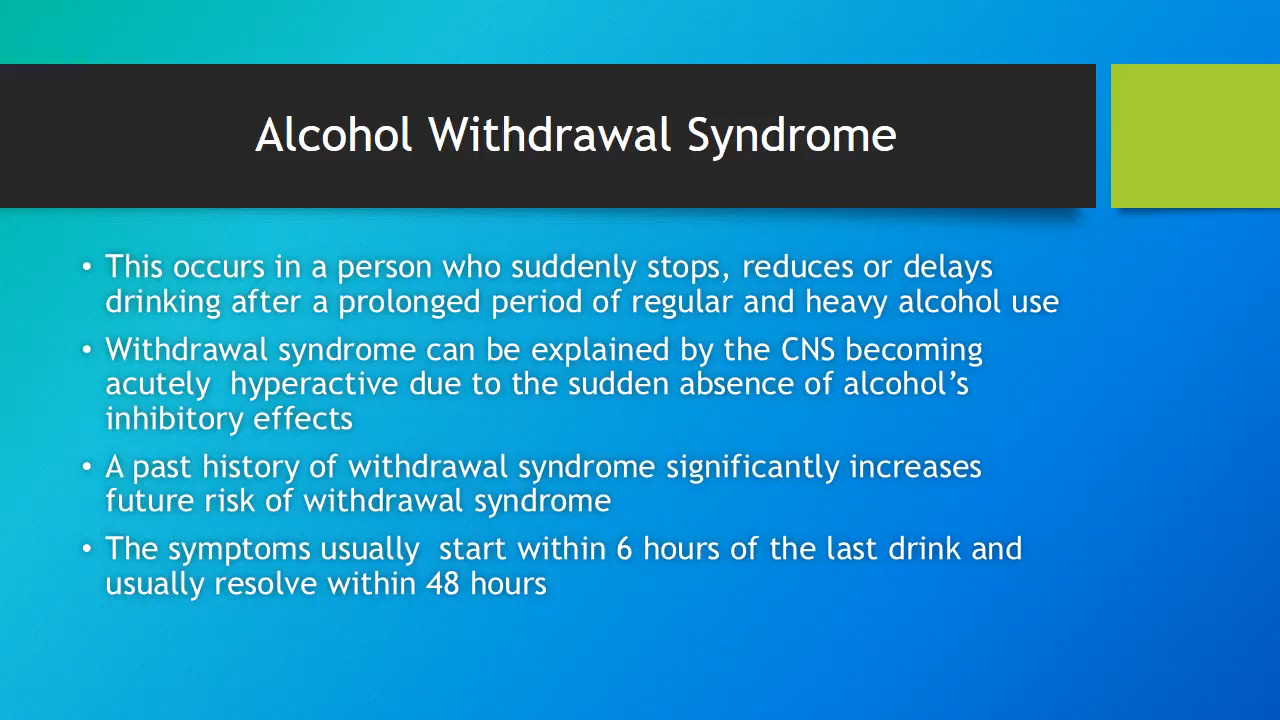 Alcohol Withdrawal Syndrome
• This occurs in a person who suddenly stops, reduces or delays
drinking after a prolonged period of regular and heavy alcohol use
• Withdrawal syndrome can be explained by the CNS becoming
acutely  hyperactive due to the sudden absence of alcohol’s
inhibitory effects
• A past history of withdrawal syndrome significantly increases
future risk of withdrawal syndrome
• The symptoms usually  start within 6 hours of the last drink and
usually resolve within 48 hours